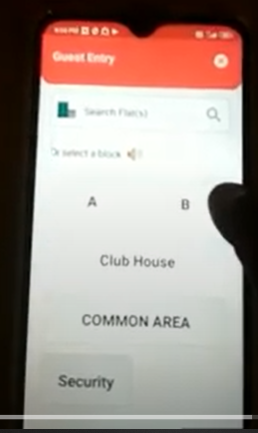 Guest Entry
Search Flat(s)
Or select a block
A B
Club House
COMMON AREA
Security